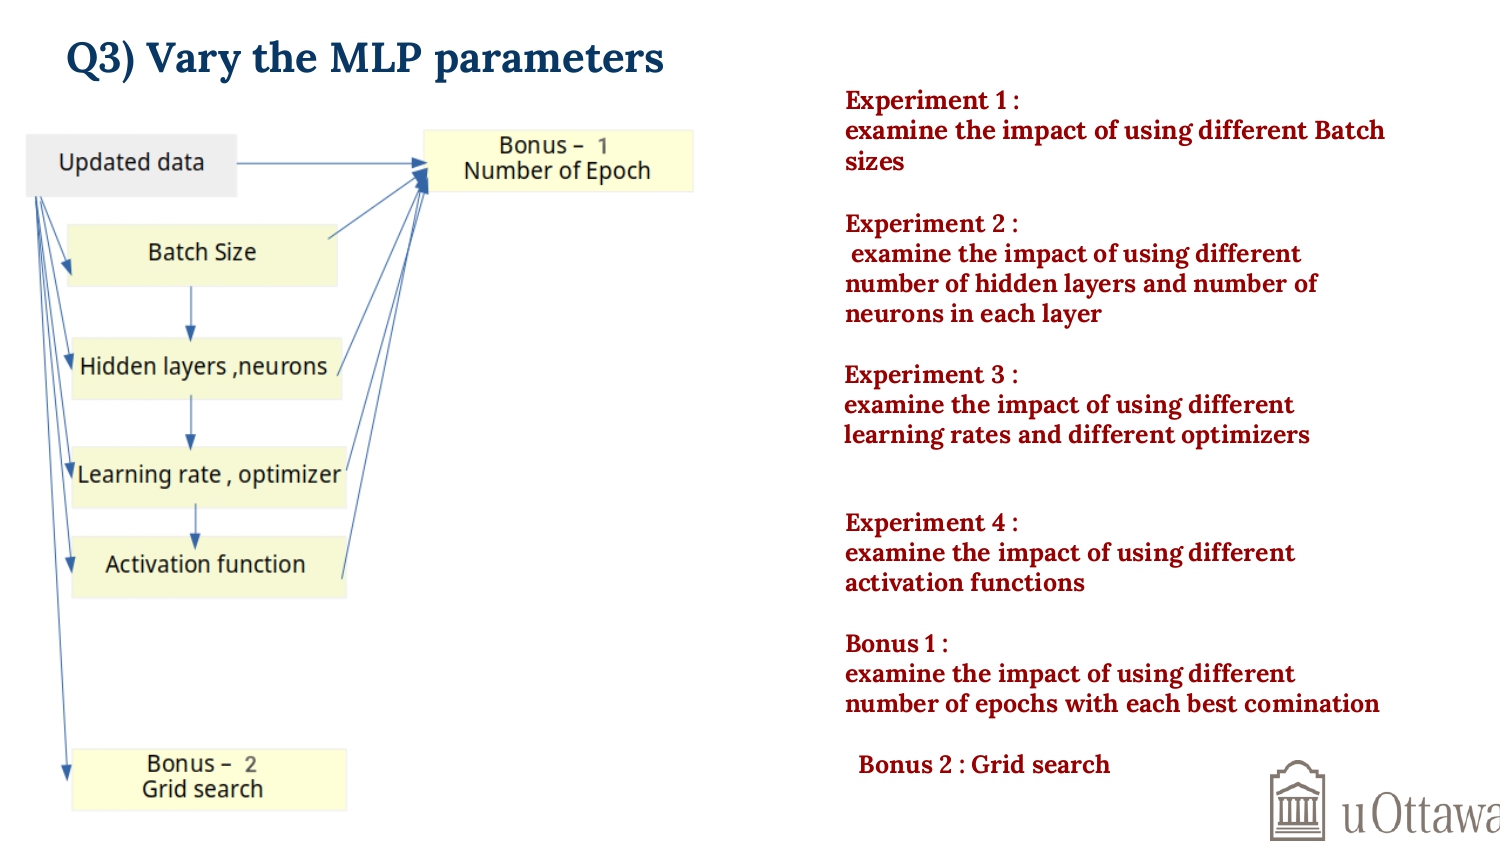 Q3) Vary the MLP parameters
Updated data
Bonus – 1
Number of Epoch
Batch Size
Hidden layers ,neurons
Learning rate , optimizer
Activation function
Bonus – 2
Grid search
Experiment 1 :
examine the impact of using different Batch
sizes
Experiment 2 :
examine the impact of using different
number of hidden layers and number of
neurons in each layer
Experiment 3 :
examine the impact of using different
learning rates and different optimizers
Experiment 4 :
examine the impact of using different
activation functions
Bonus 1 :
examine the impact of using different
number of epochs with each best comination
Bonus 2 : Grid search
uOttawa